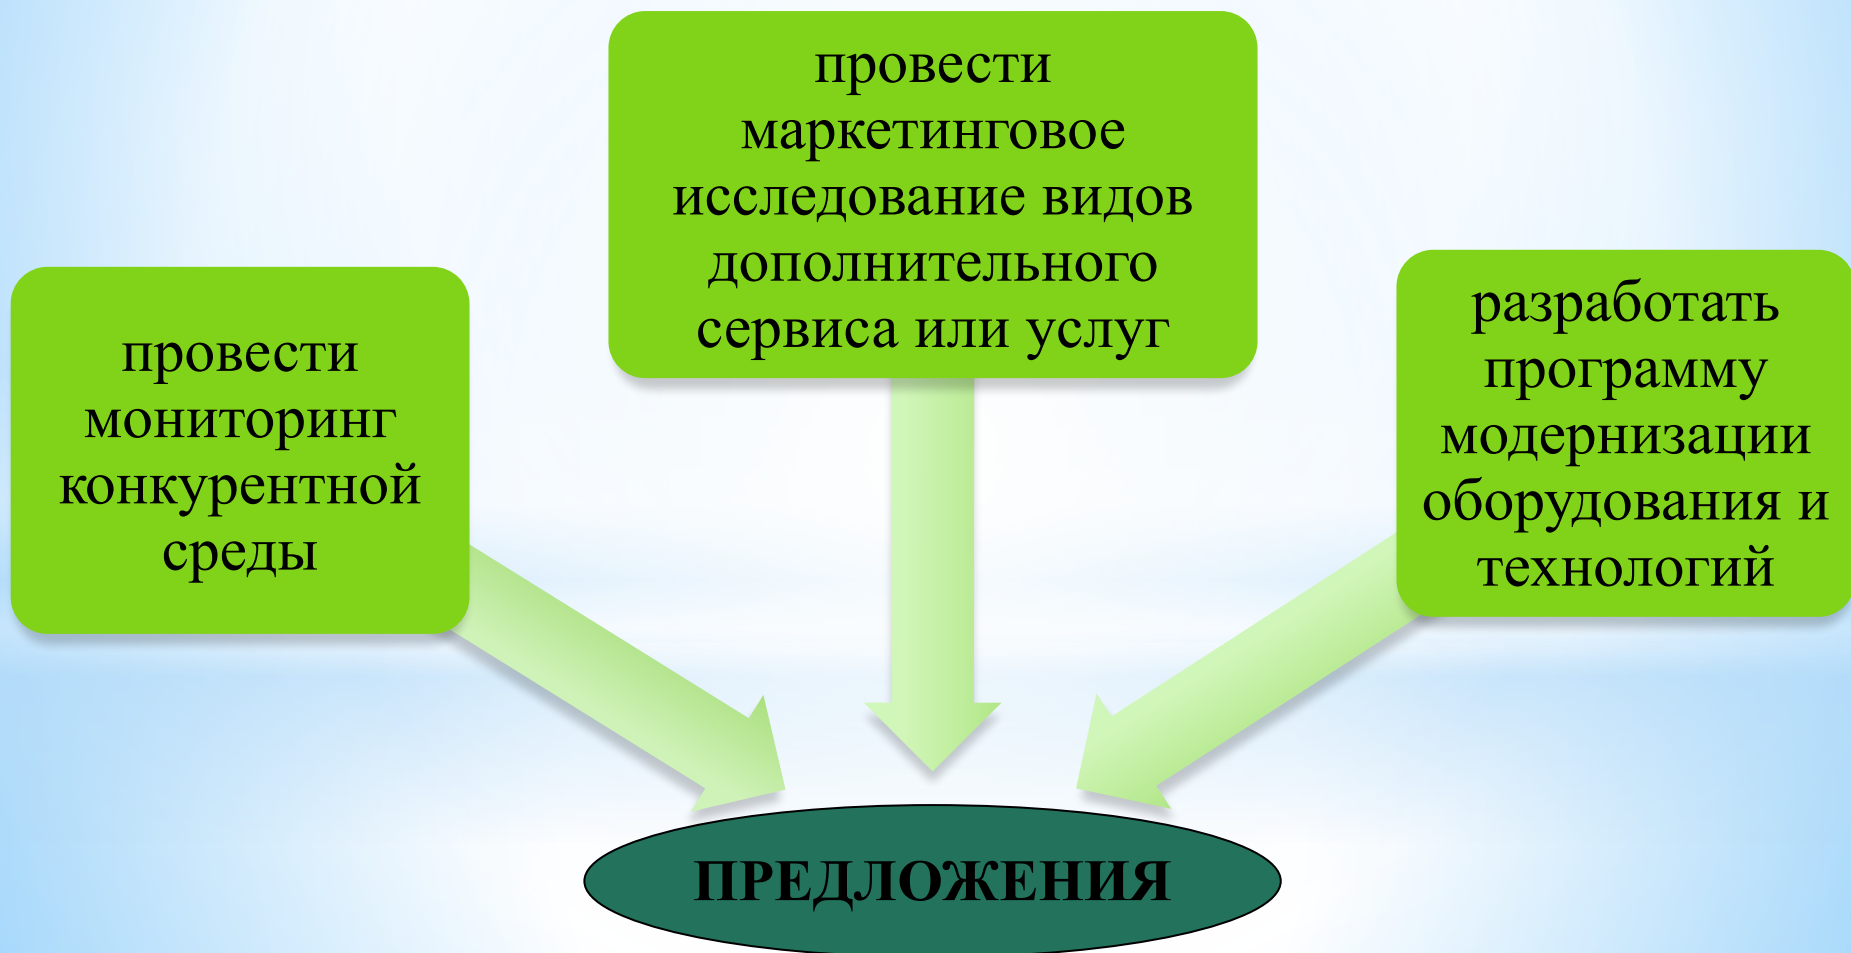 провести
мониторинг
конкурентной
среды
провести
маркетинговое
исследование видов
дополнительного
сервиса или услуг
разработать
программу
модернизации
оборудования и
технологий
ПРЕДЛОЖЕНИЯ